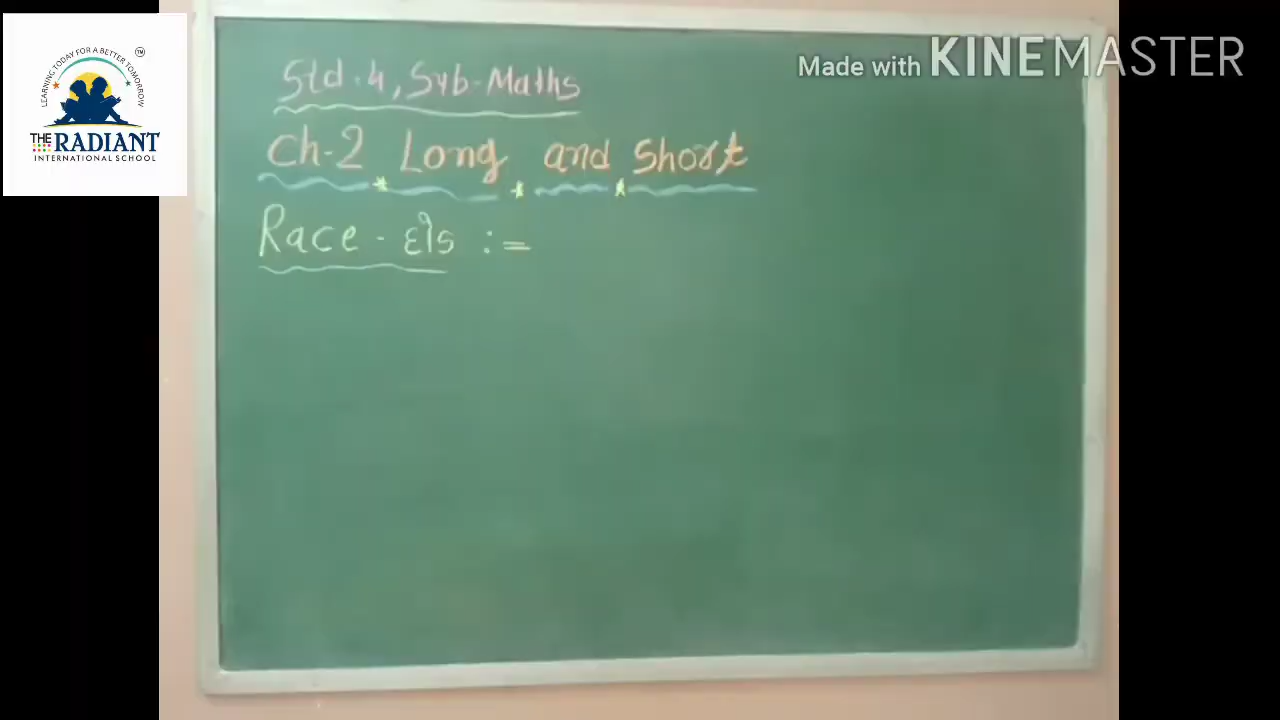 LEARNING TODAY FOR A BETTER TOMORROW
TM
THE RADIANT
INTERNATIONAL SCHOOL
Made with KINEMASTER
Std.4, Sub-Maths
Ch-2 Long and Short
Race - દોડ :=